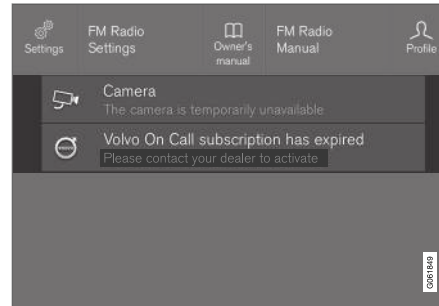 Settings
FM Radio
Settings
Owner's
manual
FM Radio
Manual
Profile
Camera
The camera is temporarily unavailable
Volvo On Call subscription has expired
Please contact your dealer to activate
G061849